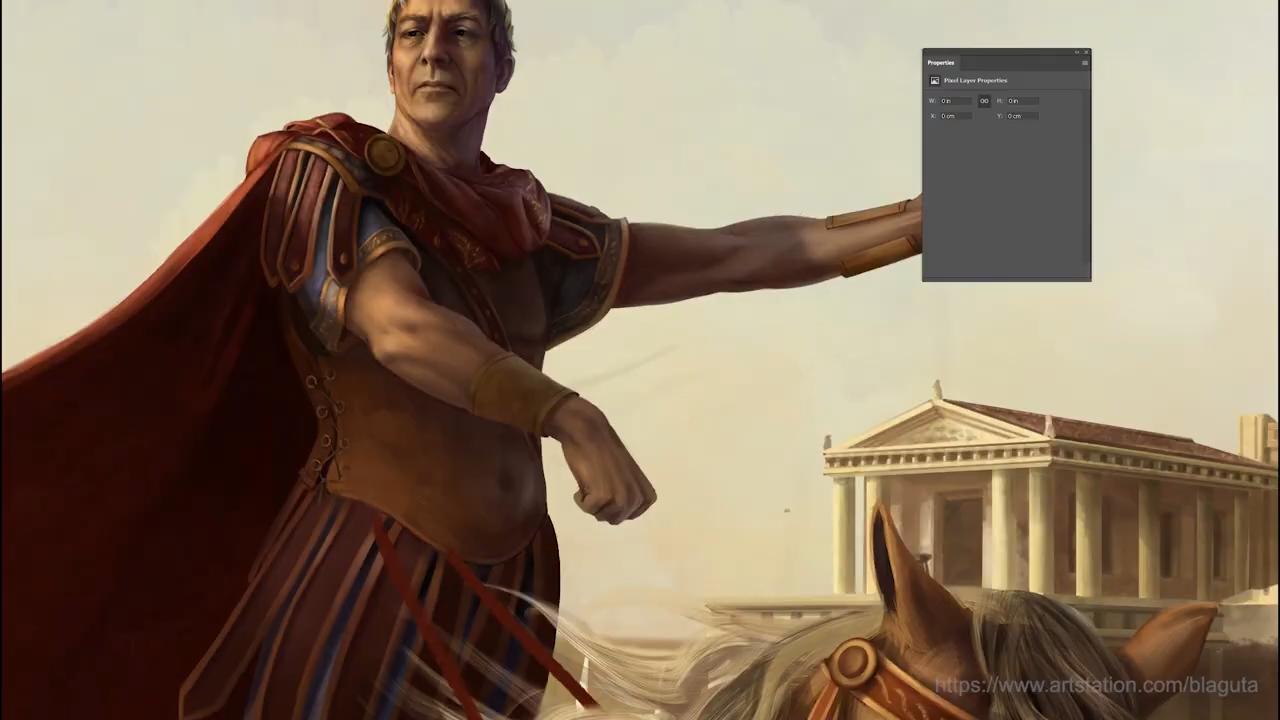 Properties
Pixel Layer Properties
W: 0 in H: 0 in
X: 0 cm Y: 0 cm
https://www.artstation.com/blaguta